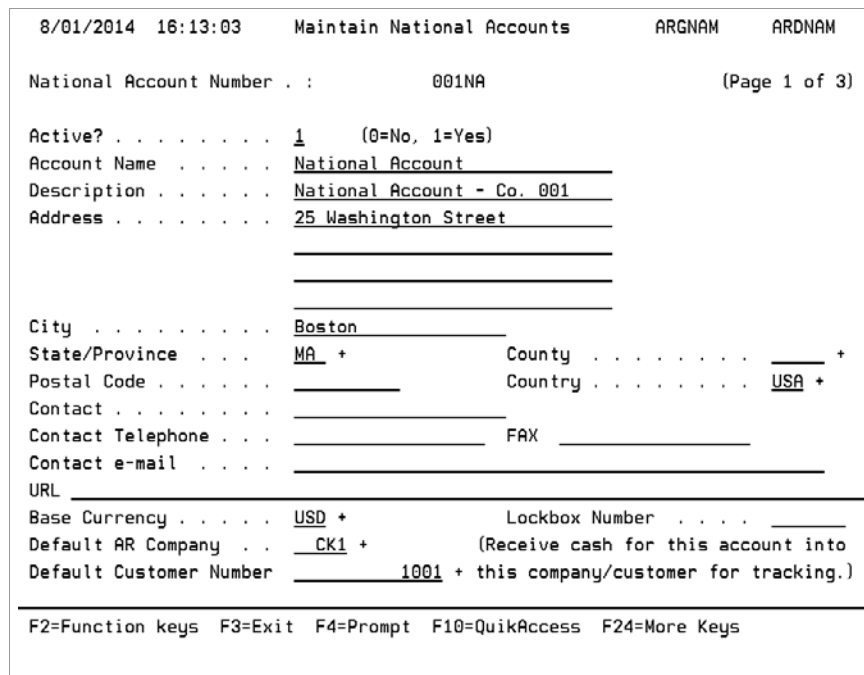 8/01/2014 16:13:03 Maintain National Accounts ARGNAM ARDNAM
National Account Number . : 001NA (Page 1 of 3)
Active? . . . . . . . . 1 (0=No, 1=Yes)
Account Name . . . . . National Account
Description . . . . . . National Account - Co. 001
Address . . . . . . . . 25 Washington Street
City . . . . . . . . . Boston
State/Province . . . MA + County . . . . . . . . +
Postal Code . . . . . . Country . . . . . . . . USA +
Contact . . . . . . . .
Contact Telephone . . . FAX
Contact e-mail . . . .
URL
Base Currency . . . . . USD + Lockbox Number . . . .
Default AR Company . . CK1 + (Receive cash for this account into
Default Customer Number 1001 + this company/customer for tracking.)
F2=Function keys F3=Exit F4=Prompt F10=QuikAccess F24=More Keys